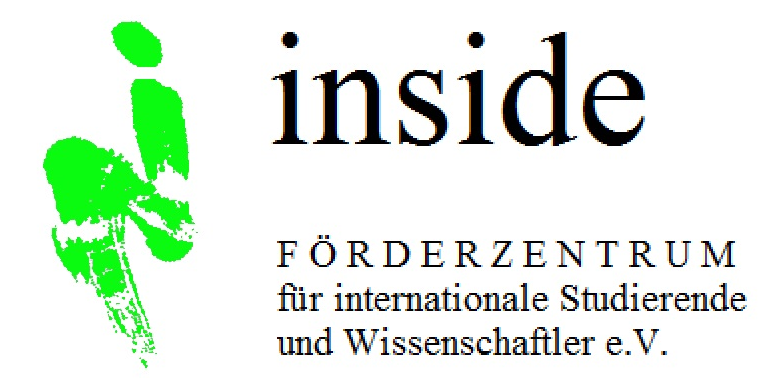 inside
FÖRDERZENTRUM
für internationale Studierende
und Wissenschaftler e.V.